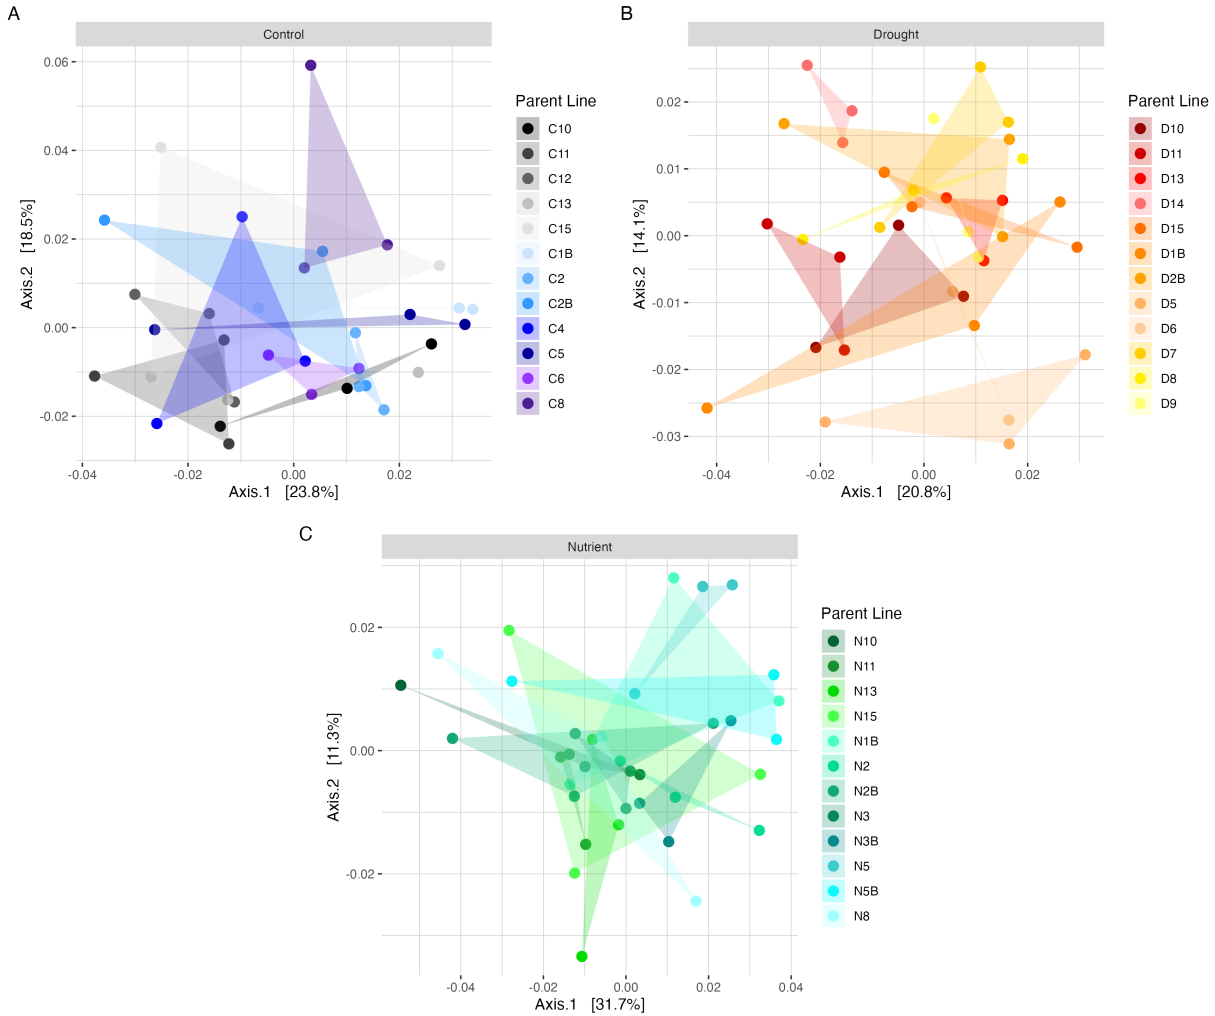 A
Control
0.06
0.04
0.02
0.00
-0.02
Axis.2 [18.5%]
-0.04
-0.02
0.00
0.02
Axis.1 [23.8%]
Parent Line
C10
C11
C12
C13
C15
C1B
C2
C2B
C4
C5
C6
C8
B
Drought
0.02
0.01
0.00
-0.01
-0.02
-0.03
Axis.2 [14.1%]
-0.04
-0.02
0.00
0.02
Axis.1 [20.8%]
Parent Line
D10
D11
D13
D14
D15
D1B
D2B
D5
D6
D7
D8
D9
C
Nutrient
0.02
0.00
-0.02
Axis.2 [11.3%]
-0.04
-0.02
0.00
0.02
0.04
Axis.1 [31.7%]
Parent Line
N10
N11
N13
N15
N1B
N2
N2B
N3
N3B
N5
N5B
N8